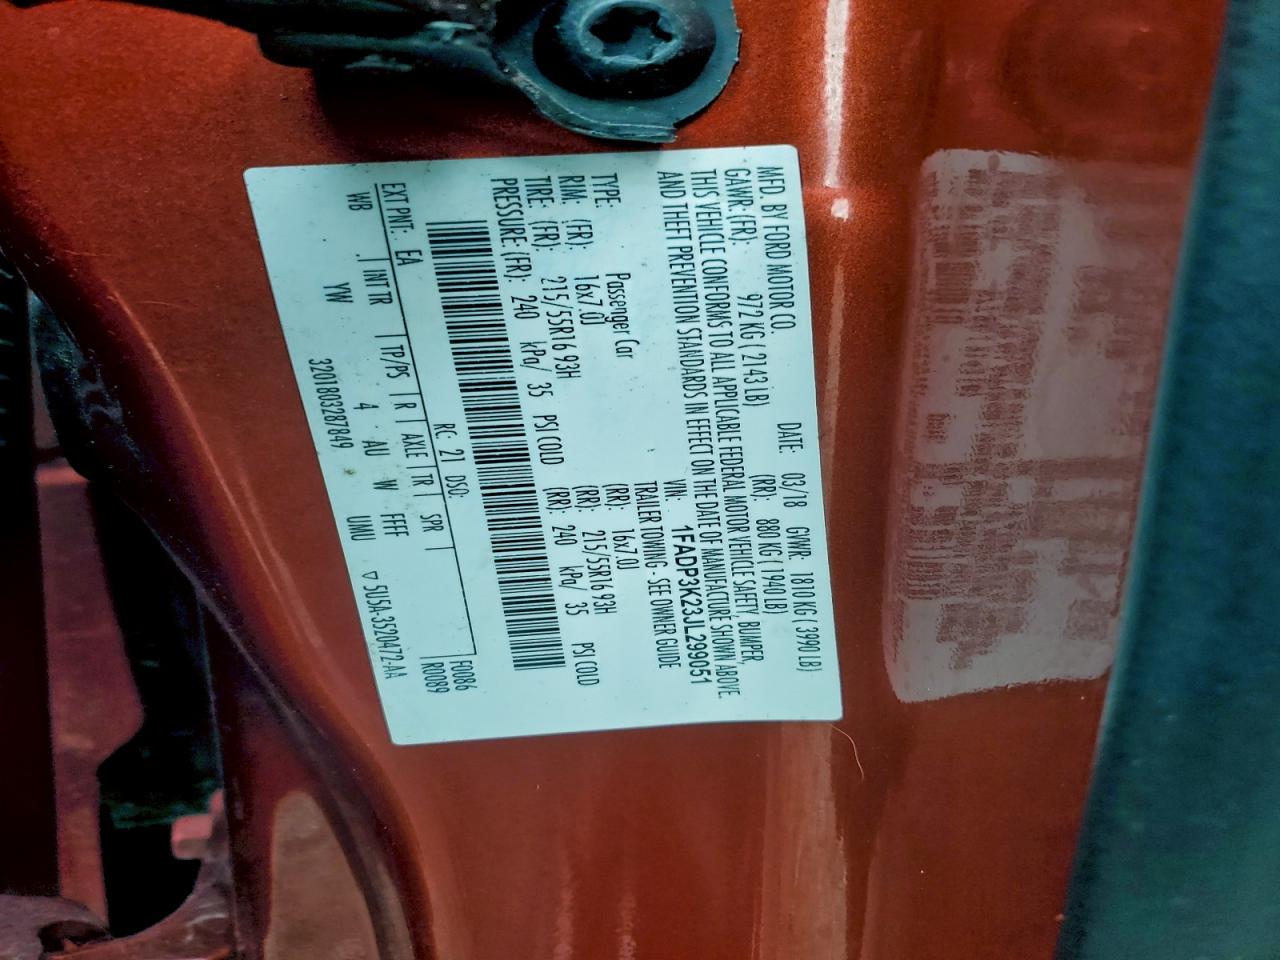 MFD. BY FORD MOTOR CO. DATE: 03/18 GVWR: 1810 KG ( 3990 LB)
GAWR: (FR): 972 KG ( 2143 LB) (RR): 880 KG ( 1940 LB)
THIS VEHICLE CONFORMS TO ALL APPLICABLE FEDERAL MOTOR VEHICLE SAFETY, BUMPER,
AND THEFT PREVENTION STANDARDS IN EFFECT ON THE DATE OF MANUFACTURE SHOWN ABOVE.
VIN: 1FADP3K23JL299051
TYPE: Passenger Car TRAILER TOWING - SEE OWNER GUIDE
RIM: (FR): 16x7.0J (RR): 16x7.0J
TIRE: (FR): 215/55R16 93H (RR): 215/55R16 93H
PRESSURE (FR): 240 kPa/ 35 PSI COLD (RR): 240 kPa/ 35 PSI COLD
RC: 21 DSO: F0086
R0089
EXT PNT: EA | INT TR | TP/PS | R | AXLE | TR | SPR |
WB . YW 4 AU W FFFF
3201803287849 UMU ▽ 5U5A-3520472-AA